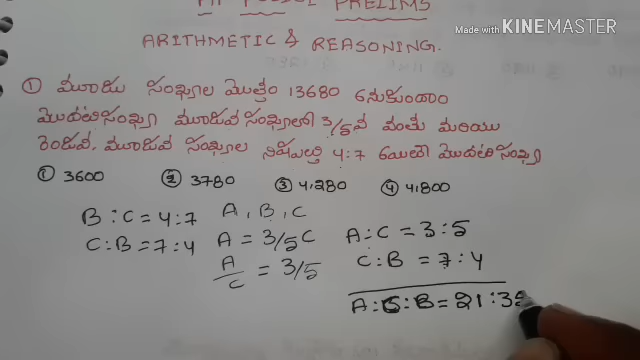 AP POLICE PRELIMS
Made with KINEMASTER
ARITHMETIC & REASONING.
① మూడు సంఖ్యల మొత్తం 13680 అనుకుందాం
మొదటి సంఖ్య మూడవ సంఖ్యలో 3/5వ వంతు మరియు
రెండవ, మూడవ సంఖ్యల నిష్పత్తి 4:7 అయితే మొదటి సంఖ్య
① 3600 ② 3780 ③ 4,280 ④ 4,800
B : C = 4 : 7
C : B = 7 : 4
A , B , C
A = 3/5 C
A/C = 3/5
A : C = 3 : 5
C : B = 7 : 4
A : C : B = 21 : 35